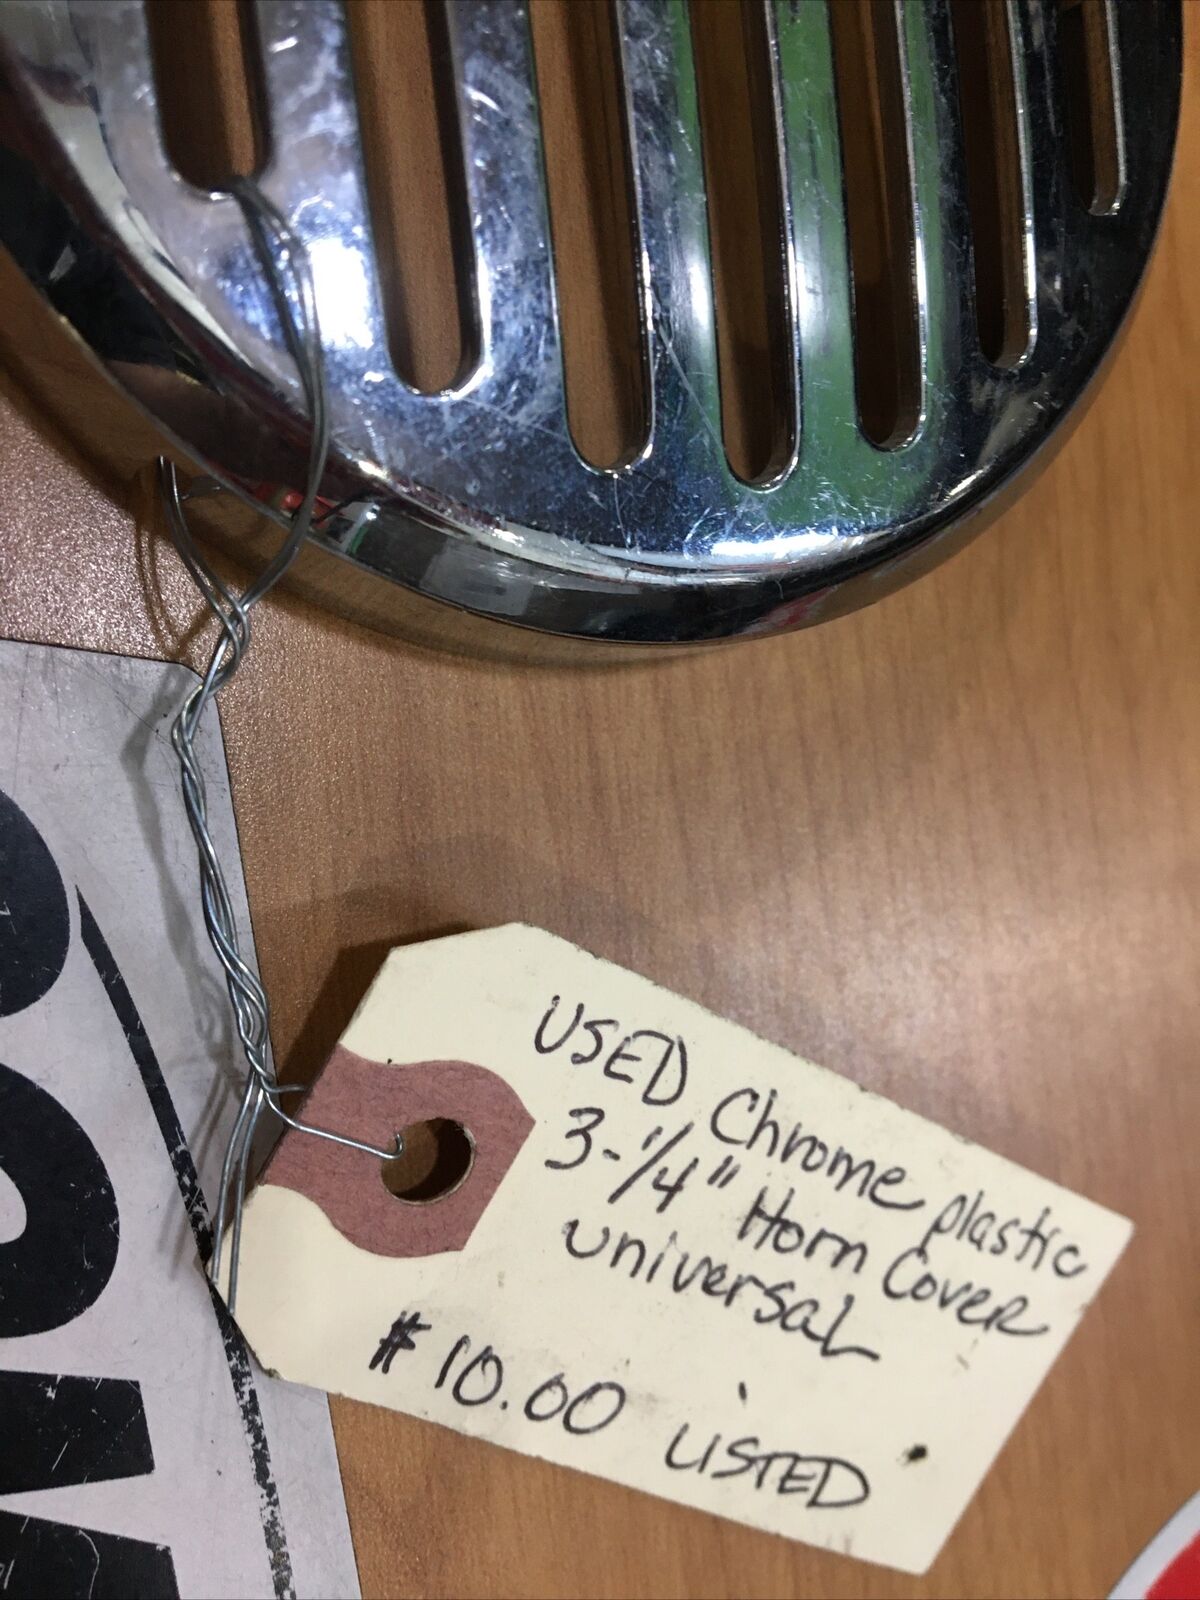 USED Chrome plastic
3-1/4" Horn Cover
universal
# 10.00 LISTED